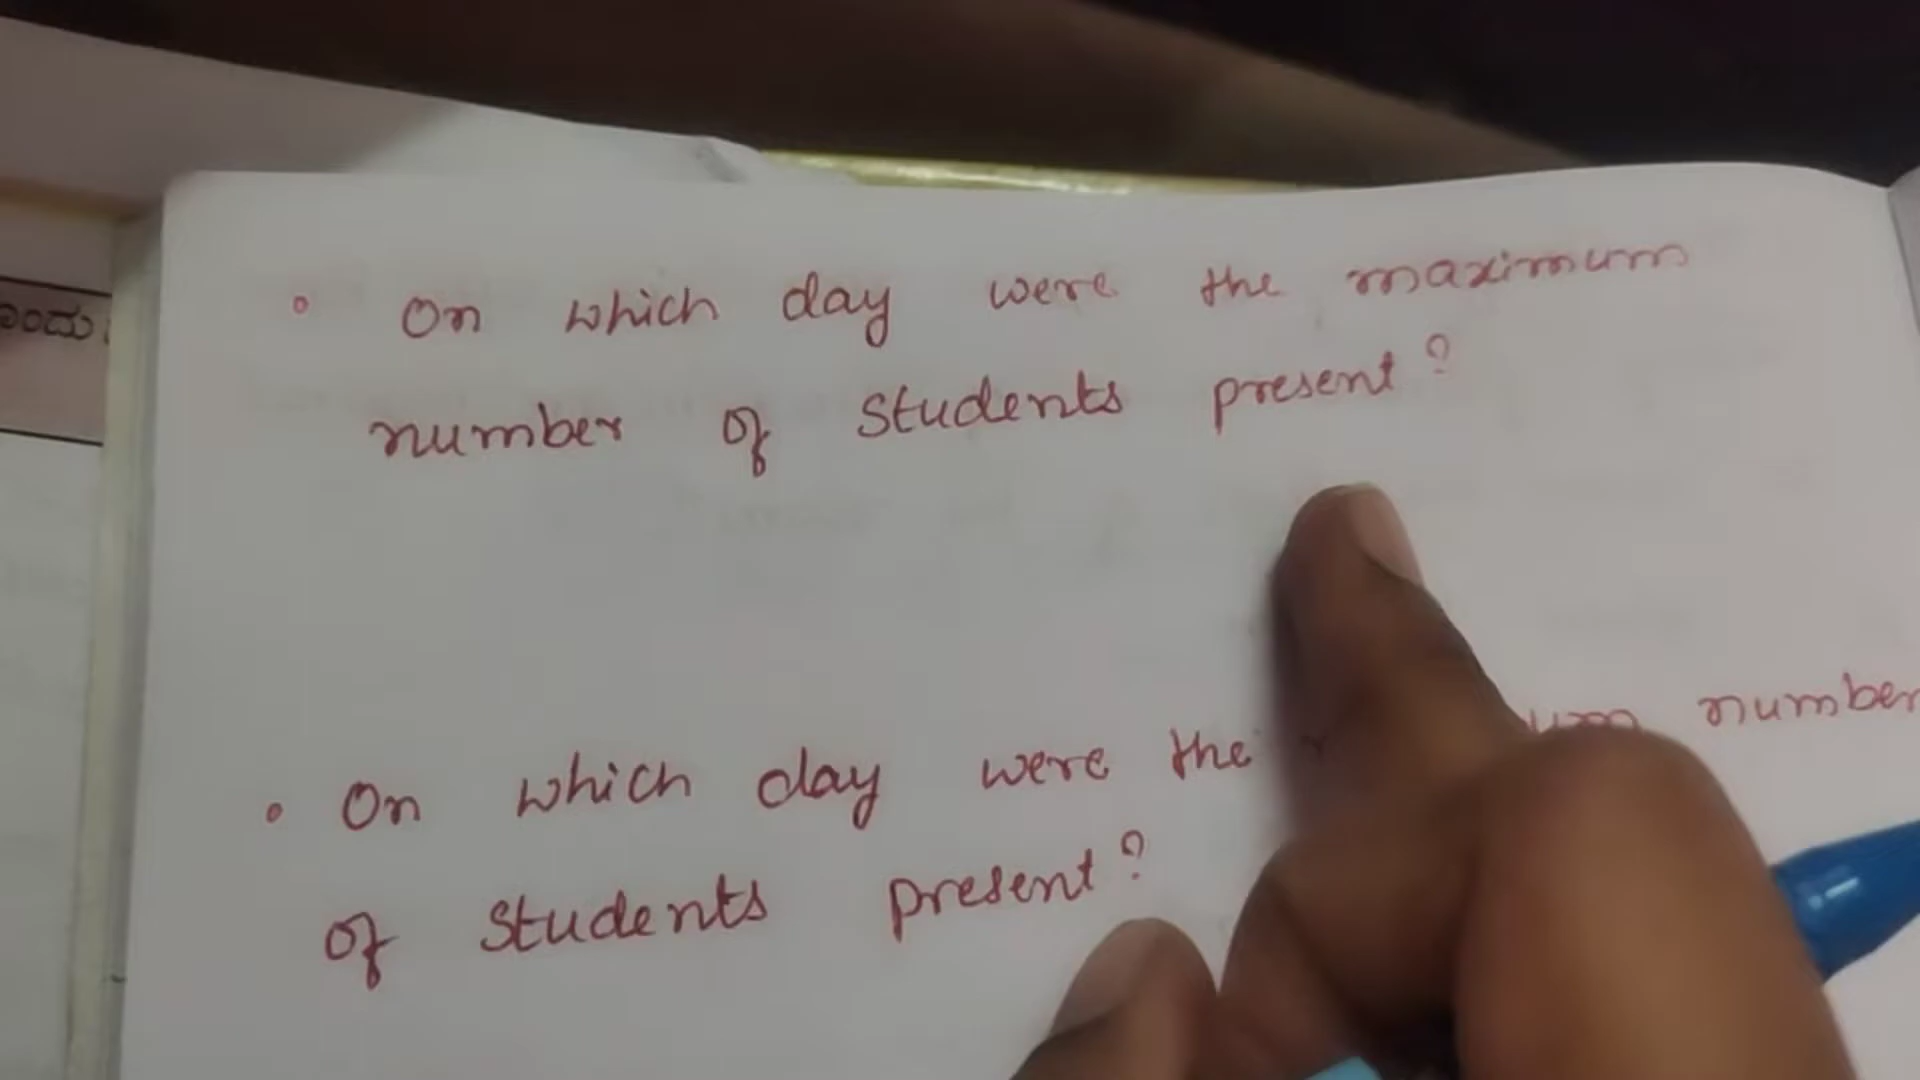 • On which day were the maximum
number of students present?
• On which day were the number
of students present?